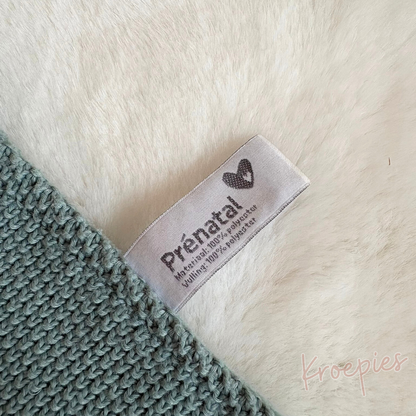 Prénatal
Materiaal: 100% polyester
Vulling: 100% polyester
Kroepies